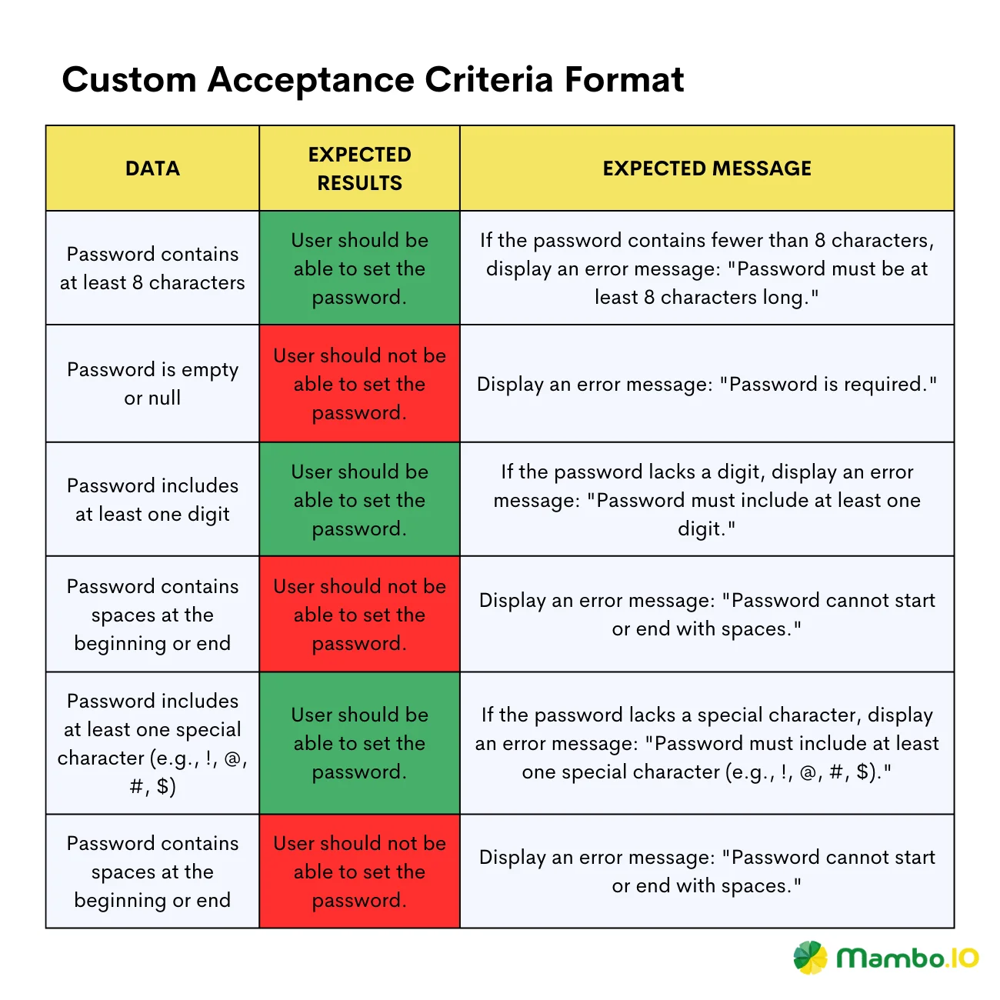 Custom Acceptance Criteria Format
DATA
EXPECTED
RESULTS
EXPECTED MESSAGE
Password contains
at least 8 characters
User should be
able to set the
password.
If the password contains fewer than 8 characters,
display an error message: "Password must be at
least 8 characters long."
Password is empty
or null
User should not be
able to set the
password.
Display an error message: "Password is required."
Password includes
at least one digit
User should be
able to set the
password.
If the password lacks a digit, display an error
message: "Password must include at least one
digit."
Password contains
spaces at the
beginning or end
User should not be
able to set the
password.
Display an error message: "Password cannot start
or end with spaces."
Password includes
at least one special
character (e.g., !, @,
#, $)
User should be
able to set the
password.
If the password lacks a special character, display
an error message: "Password must include at least
one special character (e.g., !, @, #, $)."
Password contains
spaces at the
beginning or end
User should not be
able to set the
password.
Display an error message: "Password cannot start
or end with spaces."
Mambo.IO